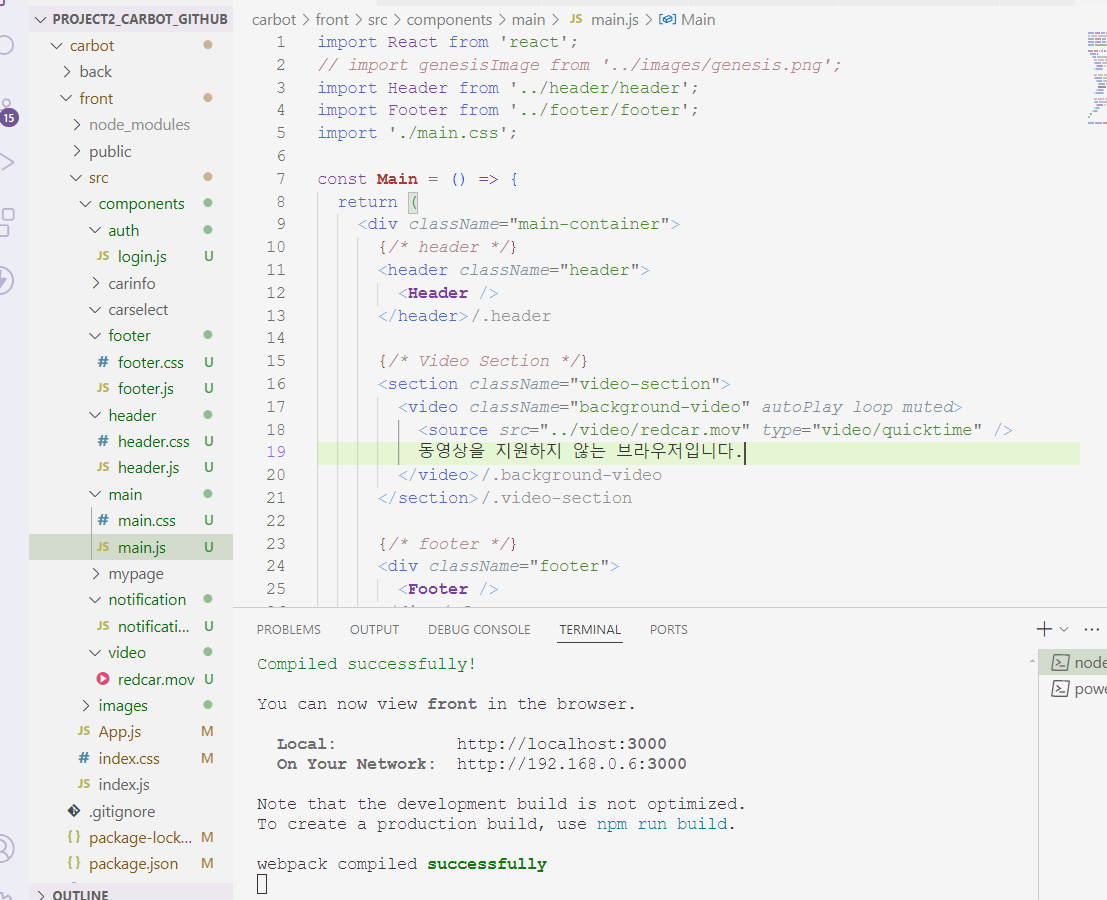 PROJECT2_CARBOT_GITHUB
carbot
back
front
node_modules
public
src
components
auth
JS login.js U
carinfo
carselect
footer
# footer.css U
JS footer.js U
header
# header.css U
JS header.js U
main
# main.css U
JS main.js U
mypage
notification
JS notificati... U
video
redcar.mov U
images
JS App.js M
# index.css M
JS index.js
.gitignore
{} package-lock... M
{} package.json M
OUTLINE
15
carbot > front > src > components > main > JS main.js > Main
1 import React from 'react';
2 // import genesisImage from '../images/genesis.png';
3 import Header from '../header/header';
4 import Footer from '../footer/footer';
5 import './main.css';
6
7 const Main = () => {
8 return (
9 <div className="main-container">
10 {/* header */}
11 <header className="header">
12 <Header />
13 </header>/.header
14
15 {/* Video Section */}
16 <section className="video-section">
17 <video className="background-video" autoPlay loop muted>
18 <source src="../video/redcar.mov" type="video/quicktime" />
19 동영상을 지원하지 않는 브라우저입니다.
20 </video>/.background-video
21 </section>/.video-section
22
23 {/* footer */}
24 <div className="footer">
25 <Footer />
PROBLEMS OUTPUT DEBUG CONSOLE TERMINAL PORTS
Compiled successfully!
You can now view front in the browser.
Local: http://localhost:3000
On Your Network: http://192.168.0.6:3000
Note that the development build is not optimized.
To create a production build, use npm run build.
webpack compiled successfully
node
powe